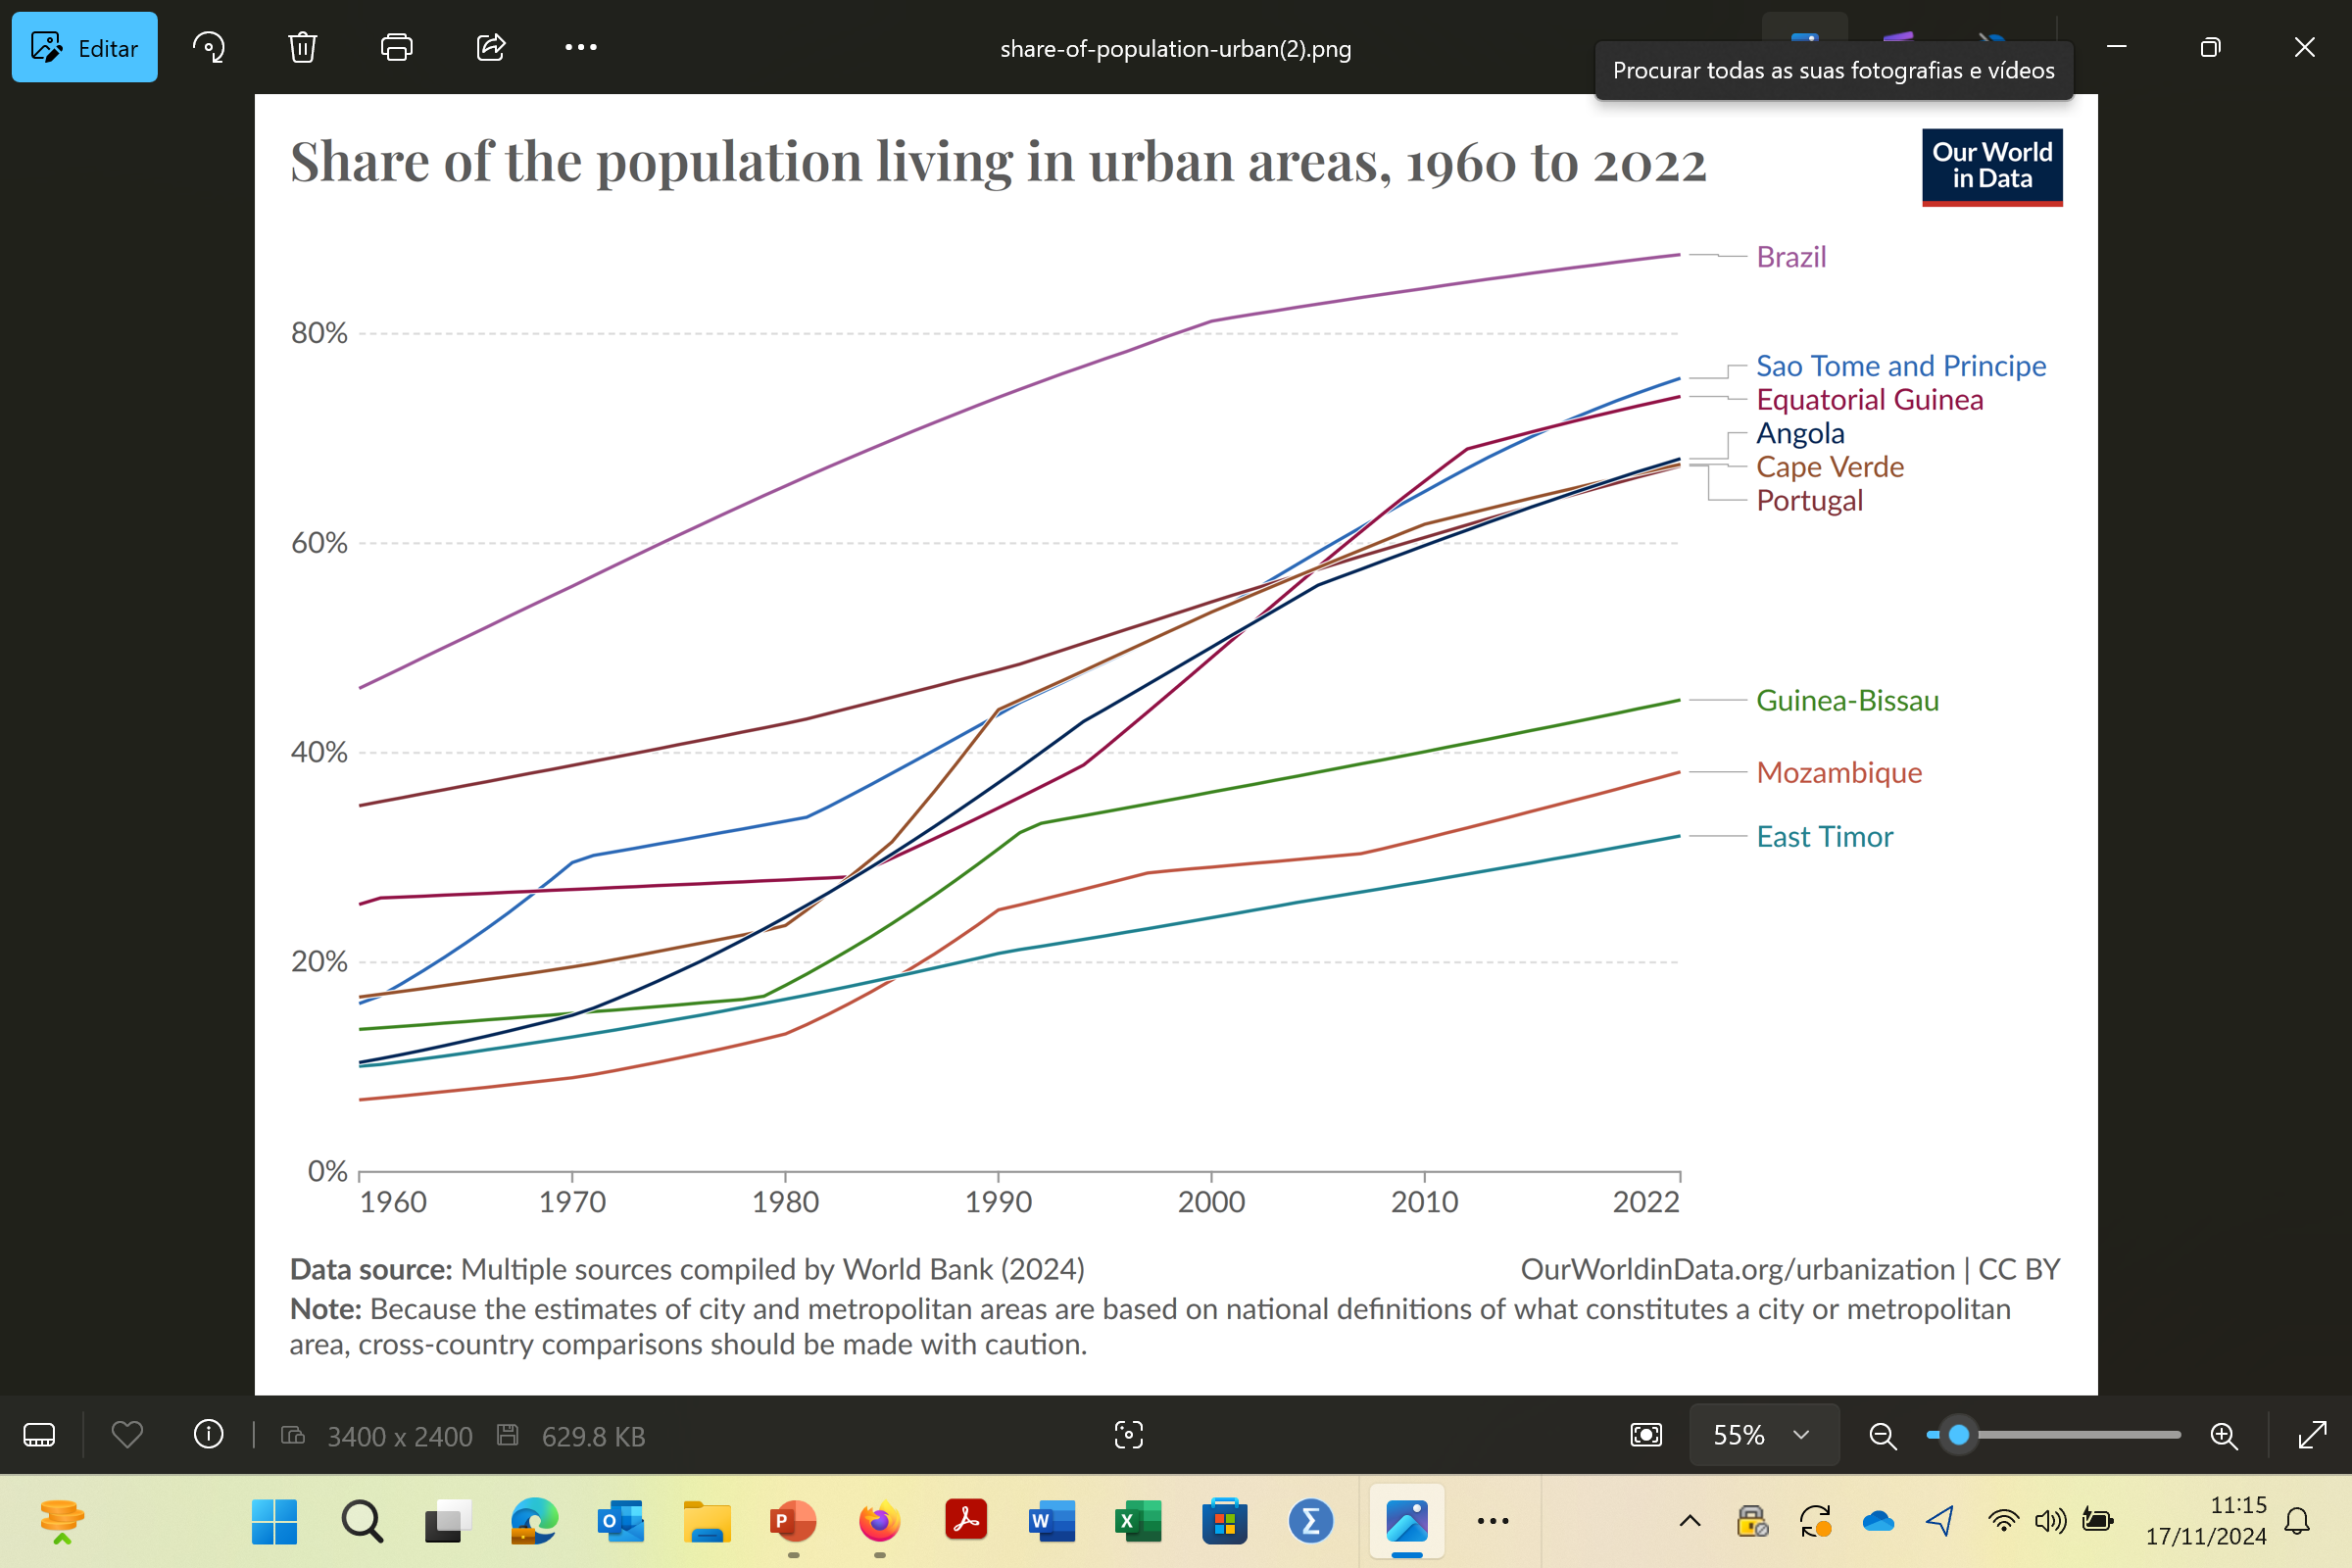 Editar
share-of-population-urban(2).png
Procurar todas as suas fotografias e vídeos
Share of the population living in urban areas, 1960 to 2022
Our World
in Data
Brazil
80%
Sao Tome and Principe
Equatorial Guinea
Angola
Cape Verde
Portugal
60%
Guinea-Bissau
40%
Mozambique
East Timor
20%
0%
1960 1970 1980 1990 2000 2010 2022
Data source: Multiple sources compiled by World Bank (2024)
OurWorldinData.org/urbanization | CC BY
Note: Because the estimates of city and metropolitan areas are based on national definitions of what constitutes a city or metropolitan
area, cross-country comparisons should be made with caution.
3400 x 2400 629.8 KB
55%
11:15
17/11/2024